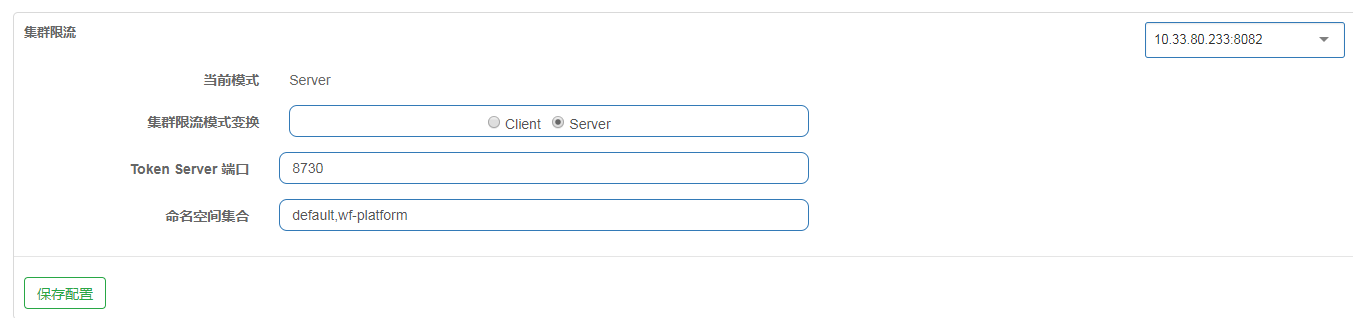 集群限流
10.33.80.233:8082
当前模式 Server
集群限流模式变换 Client Server
Token Server 端口 8730
命名空间集合 default,wf-platform
保存配置